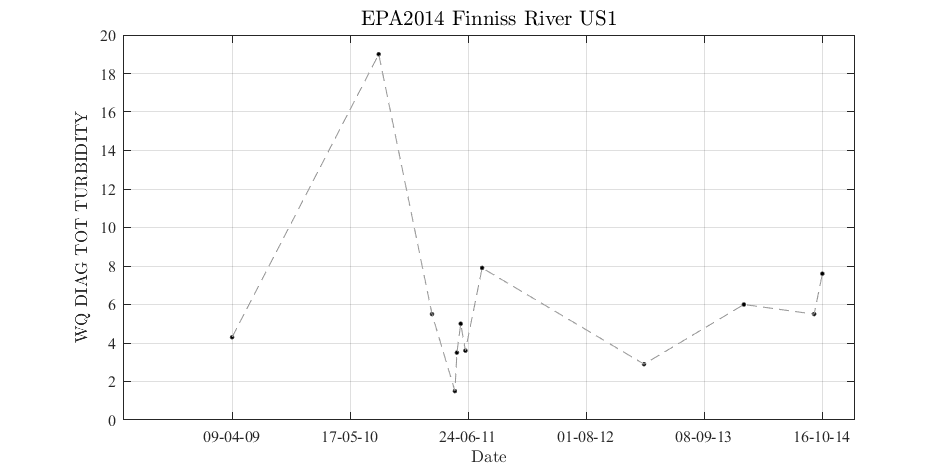 EPA2014 Finniss River US1
20
18
16
14
12
10
8
6
4
2
0
WQ DIAG TOT TURBIDITY
09-04-09 17-05-10 24-06-11 01-08-12 08-09-13 16-10-14
Date